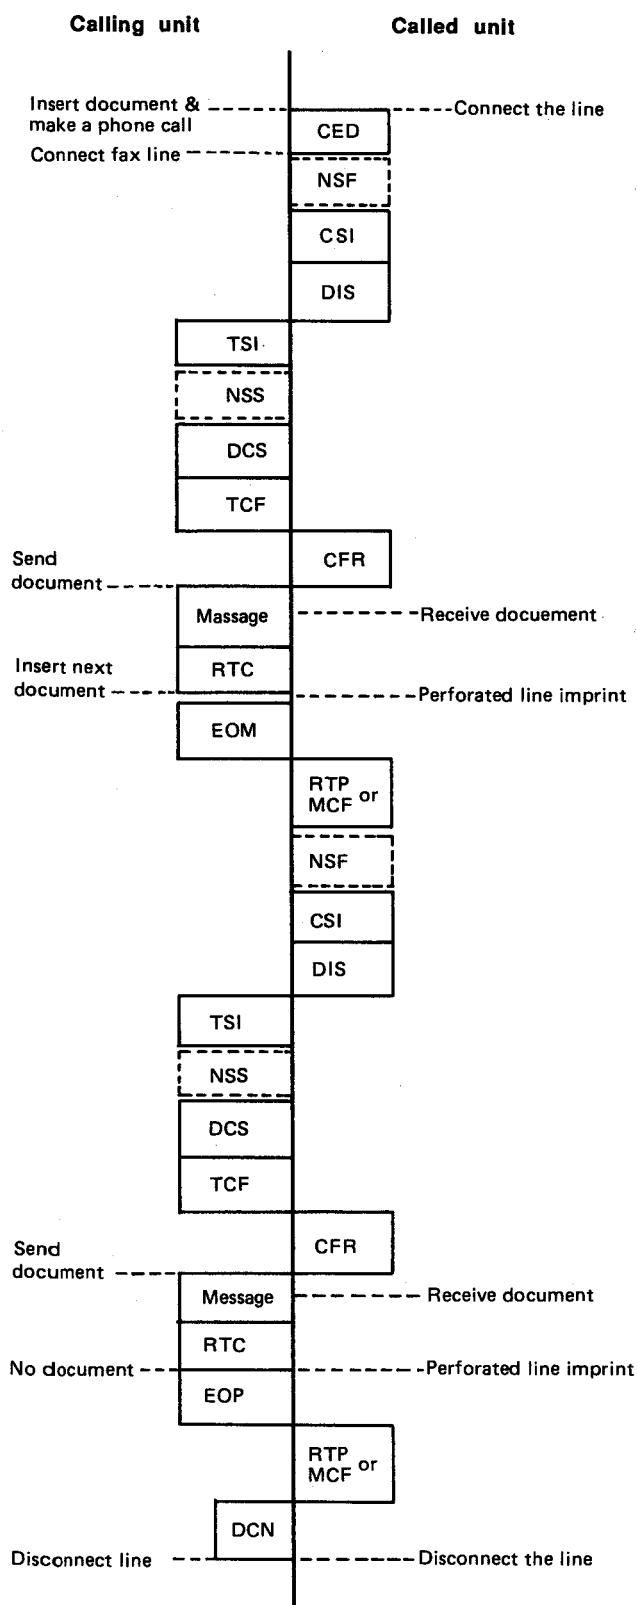 Calling unit
Called unit
Insert document &
make a phone call
Connect the line
CED
Connect fax line
NSF
CSI
DIS
TSI
NSS
DCS
TCF
CFR
Send
document
Massage
Receive docuement
Insert next
document
RTC
Perforated line imprint
EOM
RTP
MCF or
NSF
CSI
DIS
TSI
NSS
DCS
TCF
CFR
Send
document
Message
Receive document
RTC
No document
Perforated line imprint
EOP
RTP
MCF or
DCN
Disconnect line
Disconnect the line